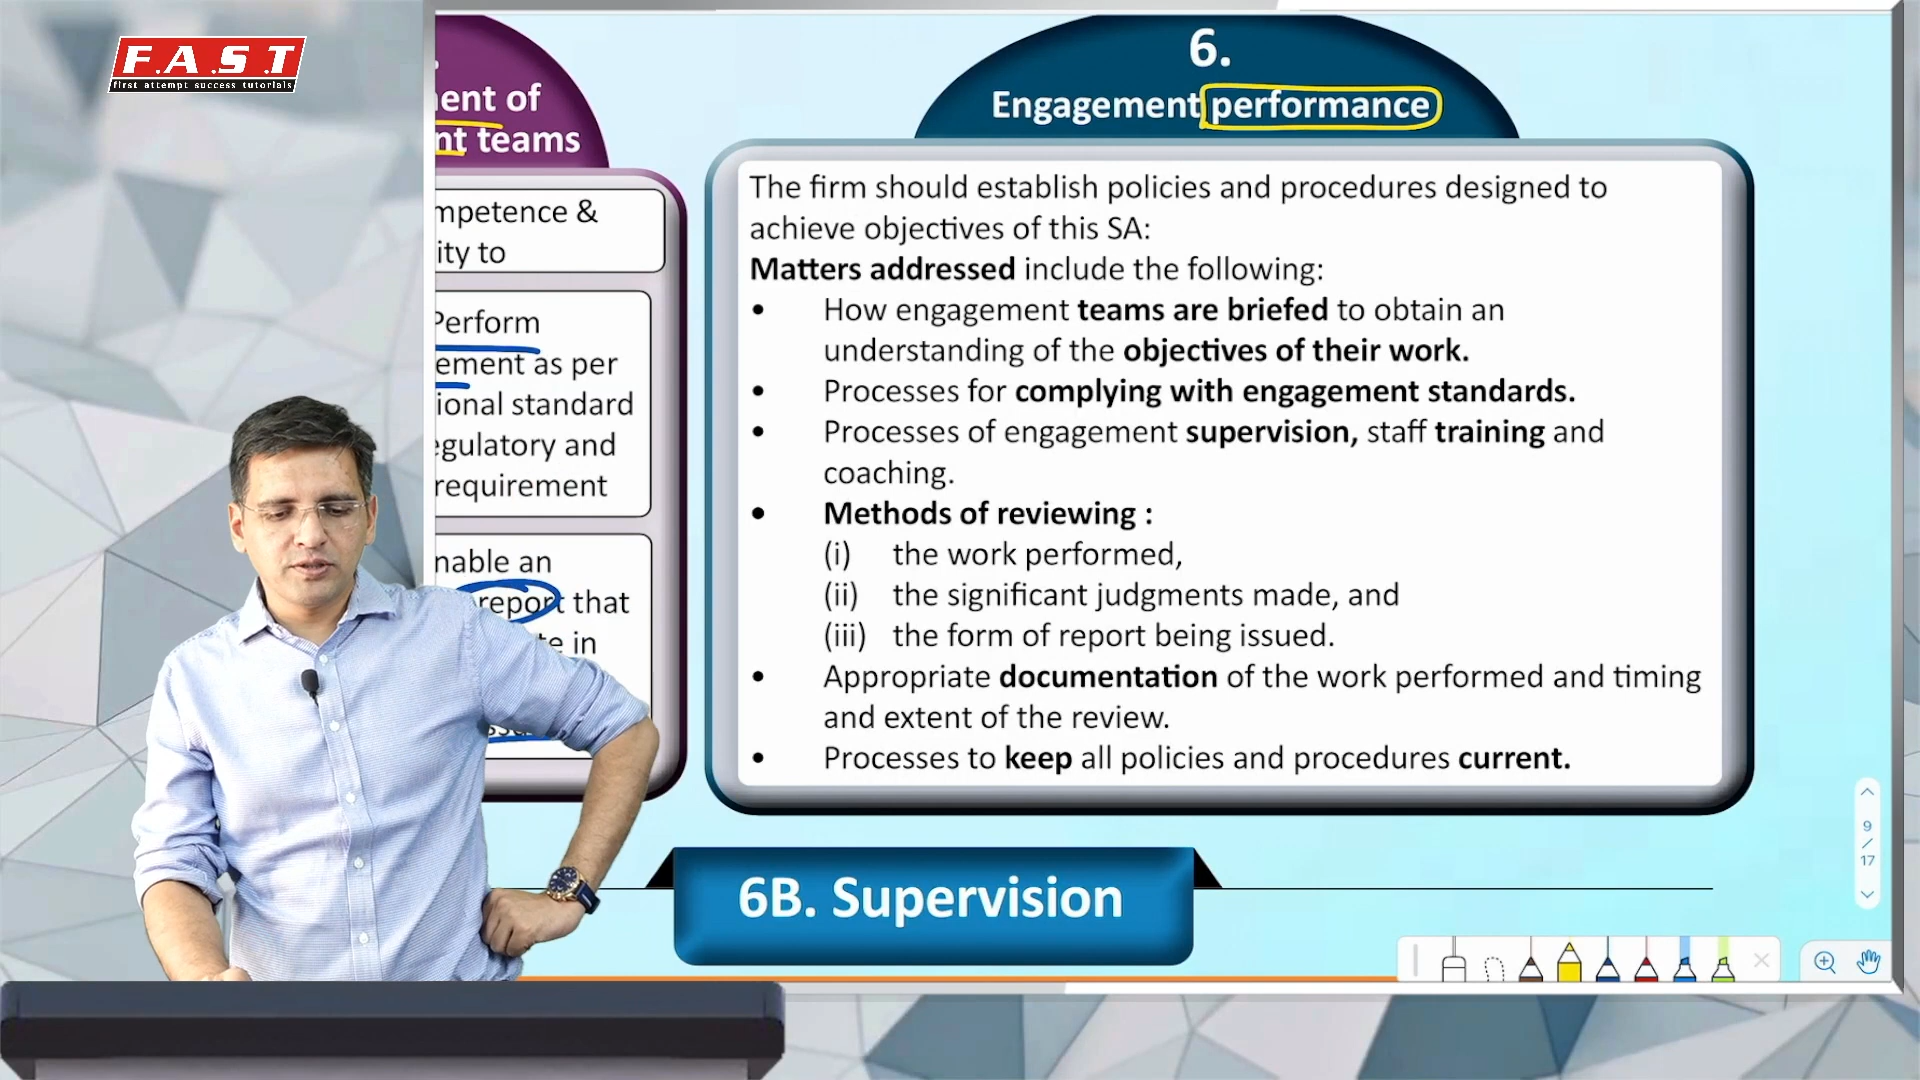 F.A.S.T
first attempt success tutorials
ment of
nt teams
mpetence &
ity to
Perform
ement as per
ional standard
egulatory and
requirement
nable an
report that
te in
6.
Engagement performance
The firm should establish policies and procedures designed to
achieve objectives of this SA:
Matters addressed include the following:
• How engagement teams are briefed to obtain an
understanding of the objectives of their work.
• Processes for complying with engagement standards.
• Processes of engagement supervision, staff training and
coaching.
• Methods of reviewing :
(i) the work performed,
(ii) the significant judgments made, and
(iii) the form of report being issued.
• Appropriate documentation of the work performed and timing
and extent of the review.
• Processes to keep all policies and procedures current.
6B. Supervision
9
/
17